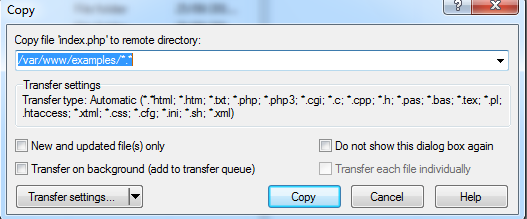 Copy
Copy file 'index.php' to remote directory:
/var/www/examples/*.*
Transfer settings
Transfer type: Automatic (*.*html; *.htm; *.txt; *.php; *.php3; *.cgi; *.c; *.cpp; *.h; *.pas; *.bas; *.tex; *.pl;
.htaccess; *.xtml; *.css; *.cfg; *.ini; *.sh; *.xml)
New and updated file(s) only
Do not show this dialog box again
Transfer on background (add to transfer queue)
Transfer each file individually
Transfer settings...
Copy
Cancel
Help